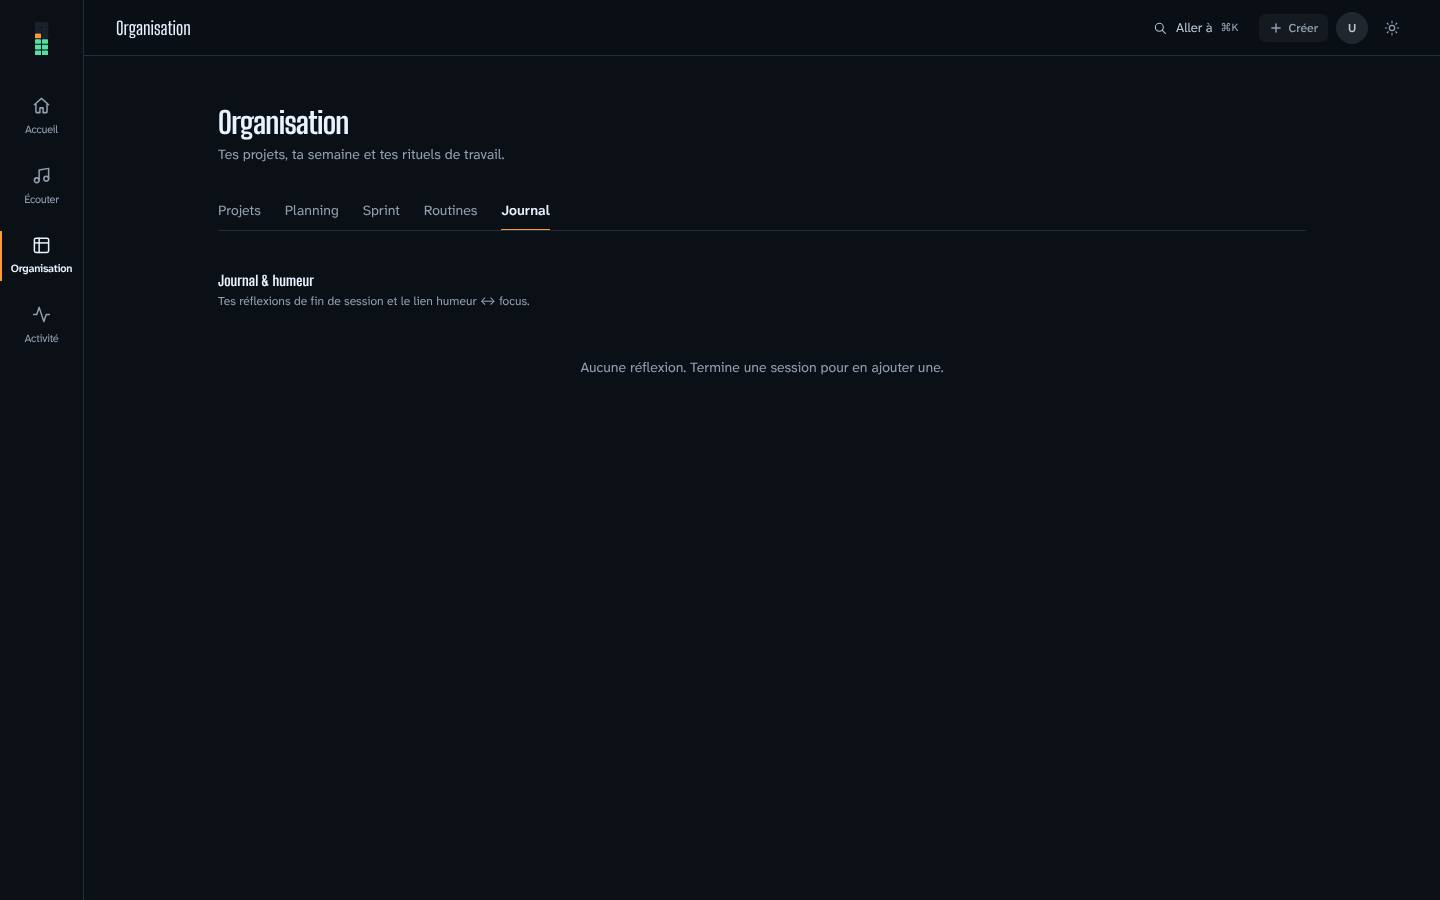 Organisation
Aller à ⌘K
Créer
U
Accueil
Écouter
Organisation
Activité
Organisation
Tes projets, ta semaine et tes rituels de travail.
Projets Planning Sprint Routines Journal
Journal & humeur
Tes réflexions de fin de session et le lien humeur ↔ focus.
Aucune réflexion. Termine une session pour en ajouter une.